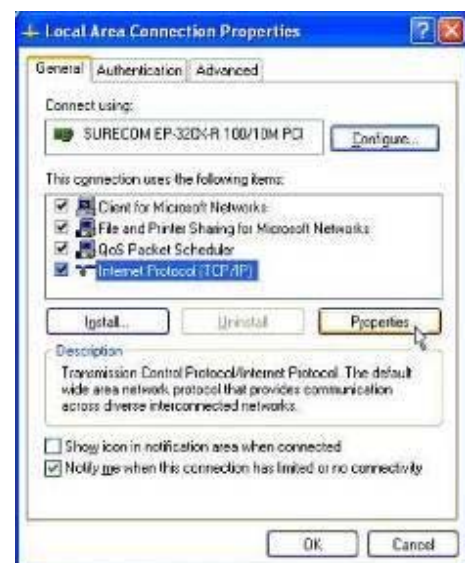 Local Area Connection Properties
General Authentication Advanced
Connect using:
SURECOM EP-320X-R 100/10M PCI
Configure...
This connection uses the following items:
Client for Microsoft Networks
File and Printer Sharing for Microsoft Networks
QoS Packet Scheduler
Internet Protocol (TCP/IP)
Install... Uninstall Properties
Description
Transmission Control Protocol/Internet Protocol. The default
wide area network protocol that provides communication
across diverse interconnected networks.
Show icon in notification area when connected
Notify me when this connection has limited or no connectivity
OK Cancel